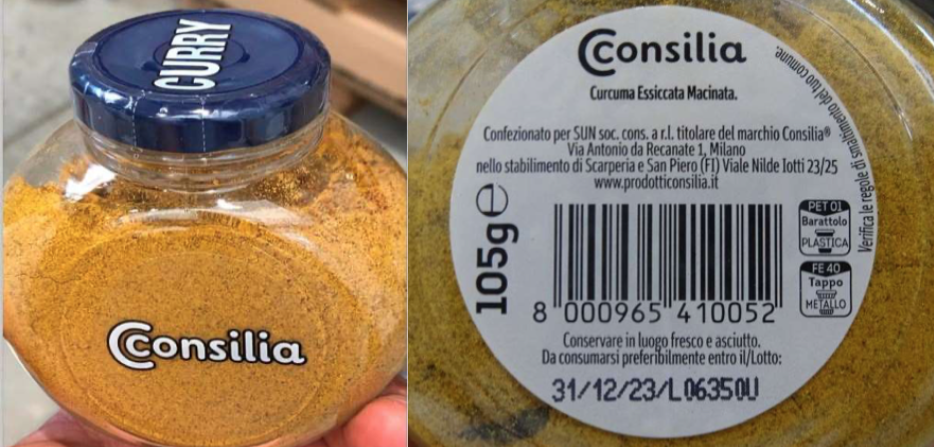 CURRY
Consilia
Consilia
Curcuma Essiccata Macinata.
Confezionato per SUN soc. cons. a r.l. titolare del marchio Consilia®
Via Antonio da Recanate 1, Milano
nello stabilimento di Scarperia e San Piero (FI) Viale Nilde Iotti 23/25
www.prodotticonsilia.it
105g e
8 000965 410052
PET 01
Barattolo
PLASTICA
FE 40
Tappo
METALLO
Verifica le regole di smaltimento del tuo comune.
Conservare in luogo fresco e asciutto.
Da consumarsi preferibilmente entro il/Lotto:
31/12/23/L06350U